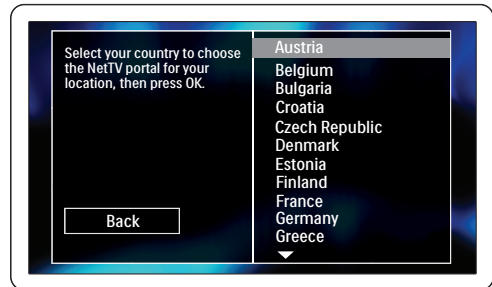 Select your country to choose
the NetTV portal for your
location, then press OK.
Back
Austria
Belgium
Bulgaria
Croatia
Czech Republic
Denmark
Estonia
Finland
France
Germany
Greece